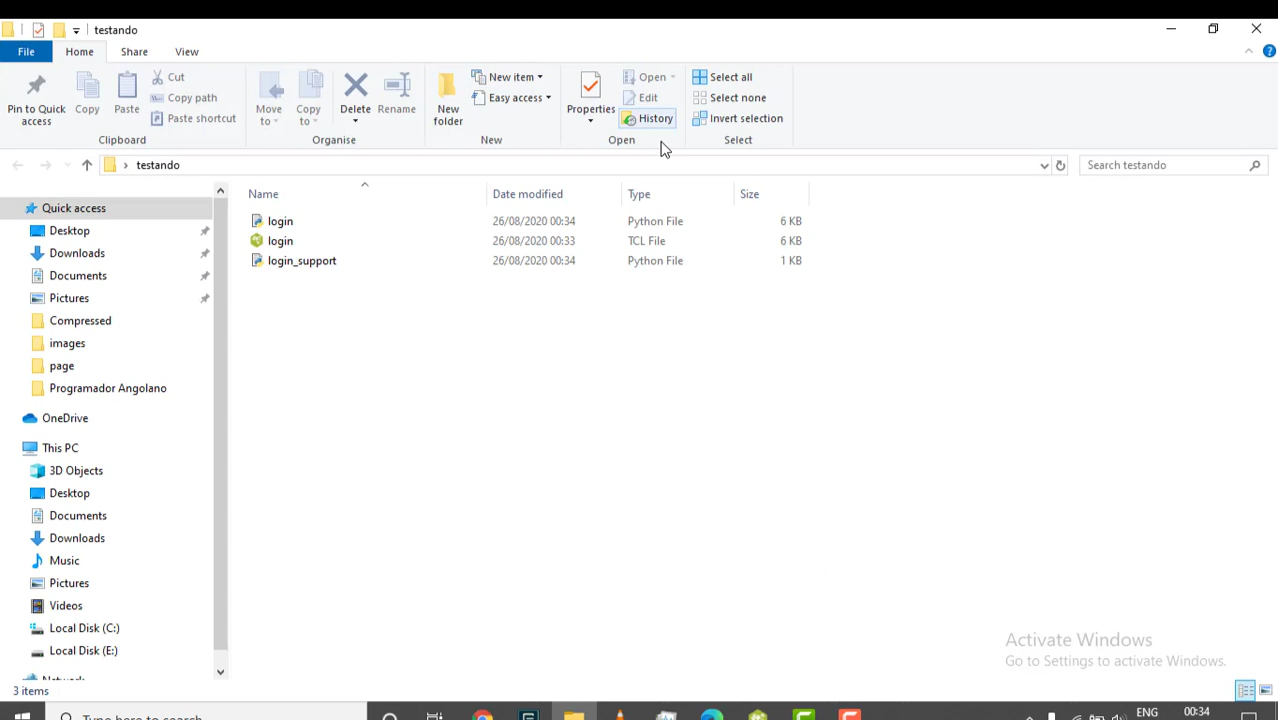 testando
File Home Share View
Pin to Quick access
Copy
Paste
Cut
Copy path
Paste shortcut
Clipboard
Move to
Copy to
Delete
Rename
Organise
New folder
New item
Easy access
New
Properties
Open
Edit
History
Open
Select all
Select none
Invert selection
Select
testando
Search testando
Name Date modified Type Size
login 26/08/2020 00:34 Python File 6 KB
login 26/08/2020 00:33 TCL File 6 KB
login_support 26/08/2020 00:34 Python File 1 KB
Quick access
Desktop
Downloads
Documents
Pictures
Compressed
images
page
Programador Angolano
OneDrive
This PC
3D Objects
Desktop
Documents
Downloads
Music
Pictures
Videos
Local Disk (C:)
Local Disk (E:)
Network
Activate Windows
Go to Settings to activate Windows.
3 items
Type here to search
ENG
00:34